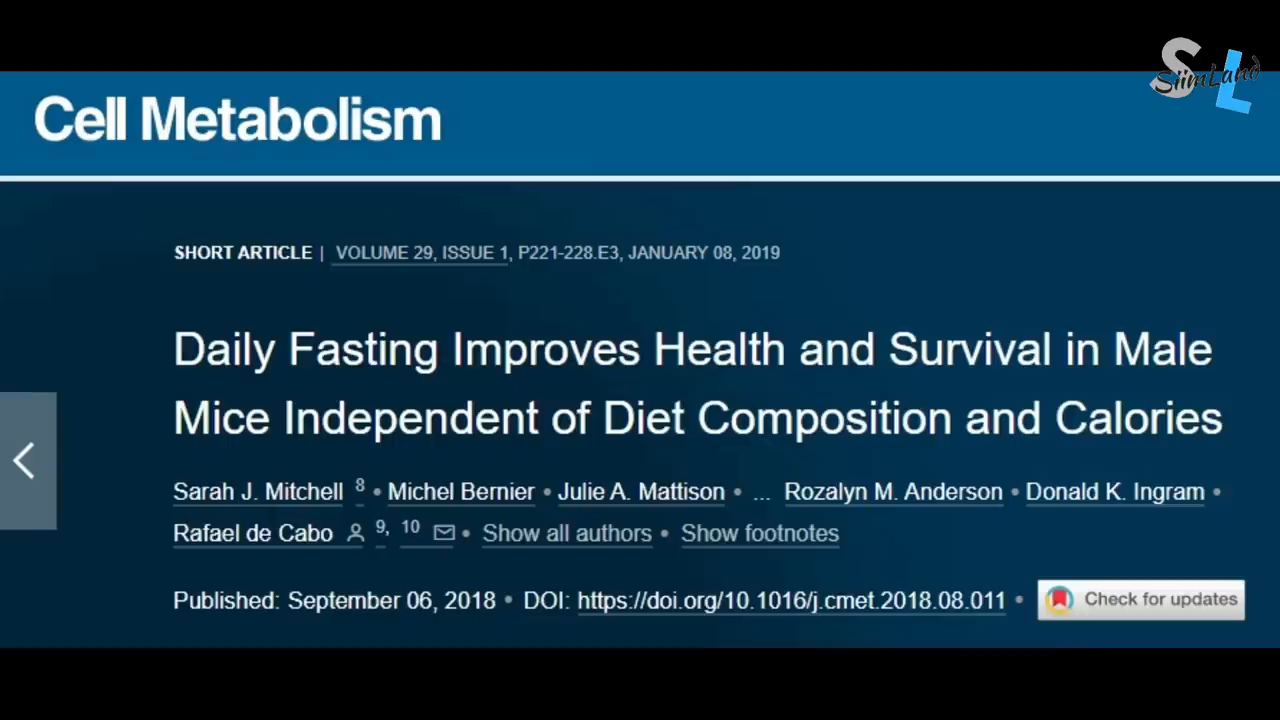 SiimLand
Cell Metabolism
SHORT ARTICLE | VOLUME 29, ISSUE 1, P221-228.E3, JANUARY 08, 2019
Daily Fasting Improves Health and Survival in Male
Mice Independent of Diet Composition and Calories
Sarah J. Mitchell 8 • Michel Bernier • Julie A. Mattison • ... Rozalyn M. Anderson • Donald K. Ingram •
Rafael de Cabo 9, 10 • Show all authors • Show footnotes
Published: September 06, 2018 • DOI: https://doi.org/10.1016/j.cmet.2018.08.011 • Check for updates